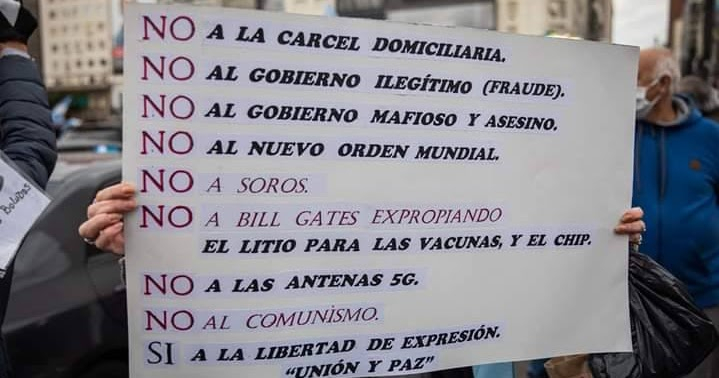 NO A LA CARCEL DOMICILIARIA.
NO AL GOBIERNO ILEGÍTIMO (FRAUDE).
NO AL GOBIERNO MAFIOSO Y ASESINO.
NO AL NUEVO ORDEN MUNDIAL.
NO A SOROS.
NO A BILL GATES EXPROPIANDO
EL LITIO PARA LAS VACUNAS, Y EL CHIP.
NO A LAS ANTENAS 5G.
NO AL COMUNÍSMO.
SI A LA LIBERTAD DE EXPRESIÓN.
"UNIÓN Y PAZ"